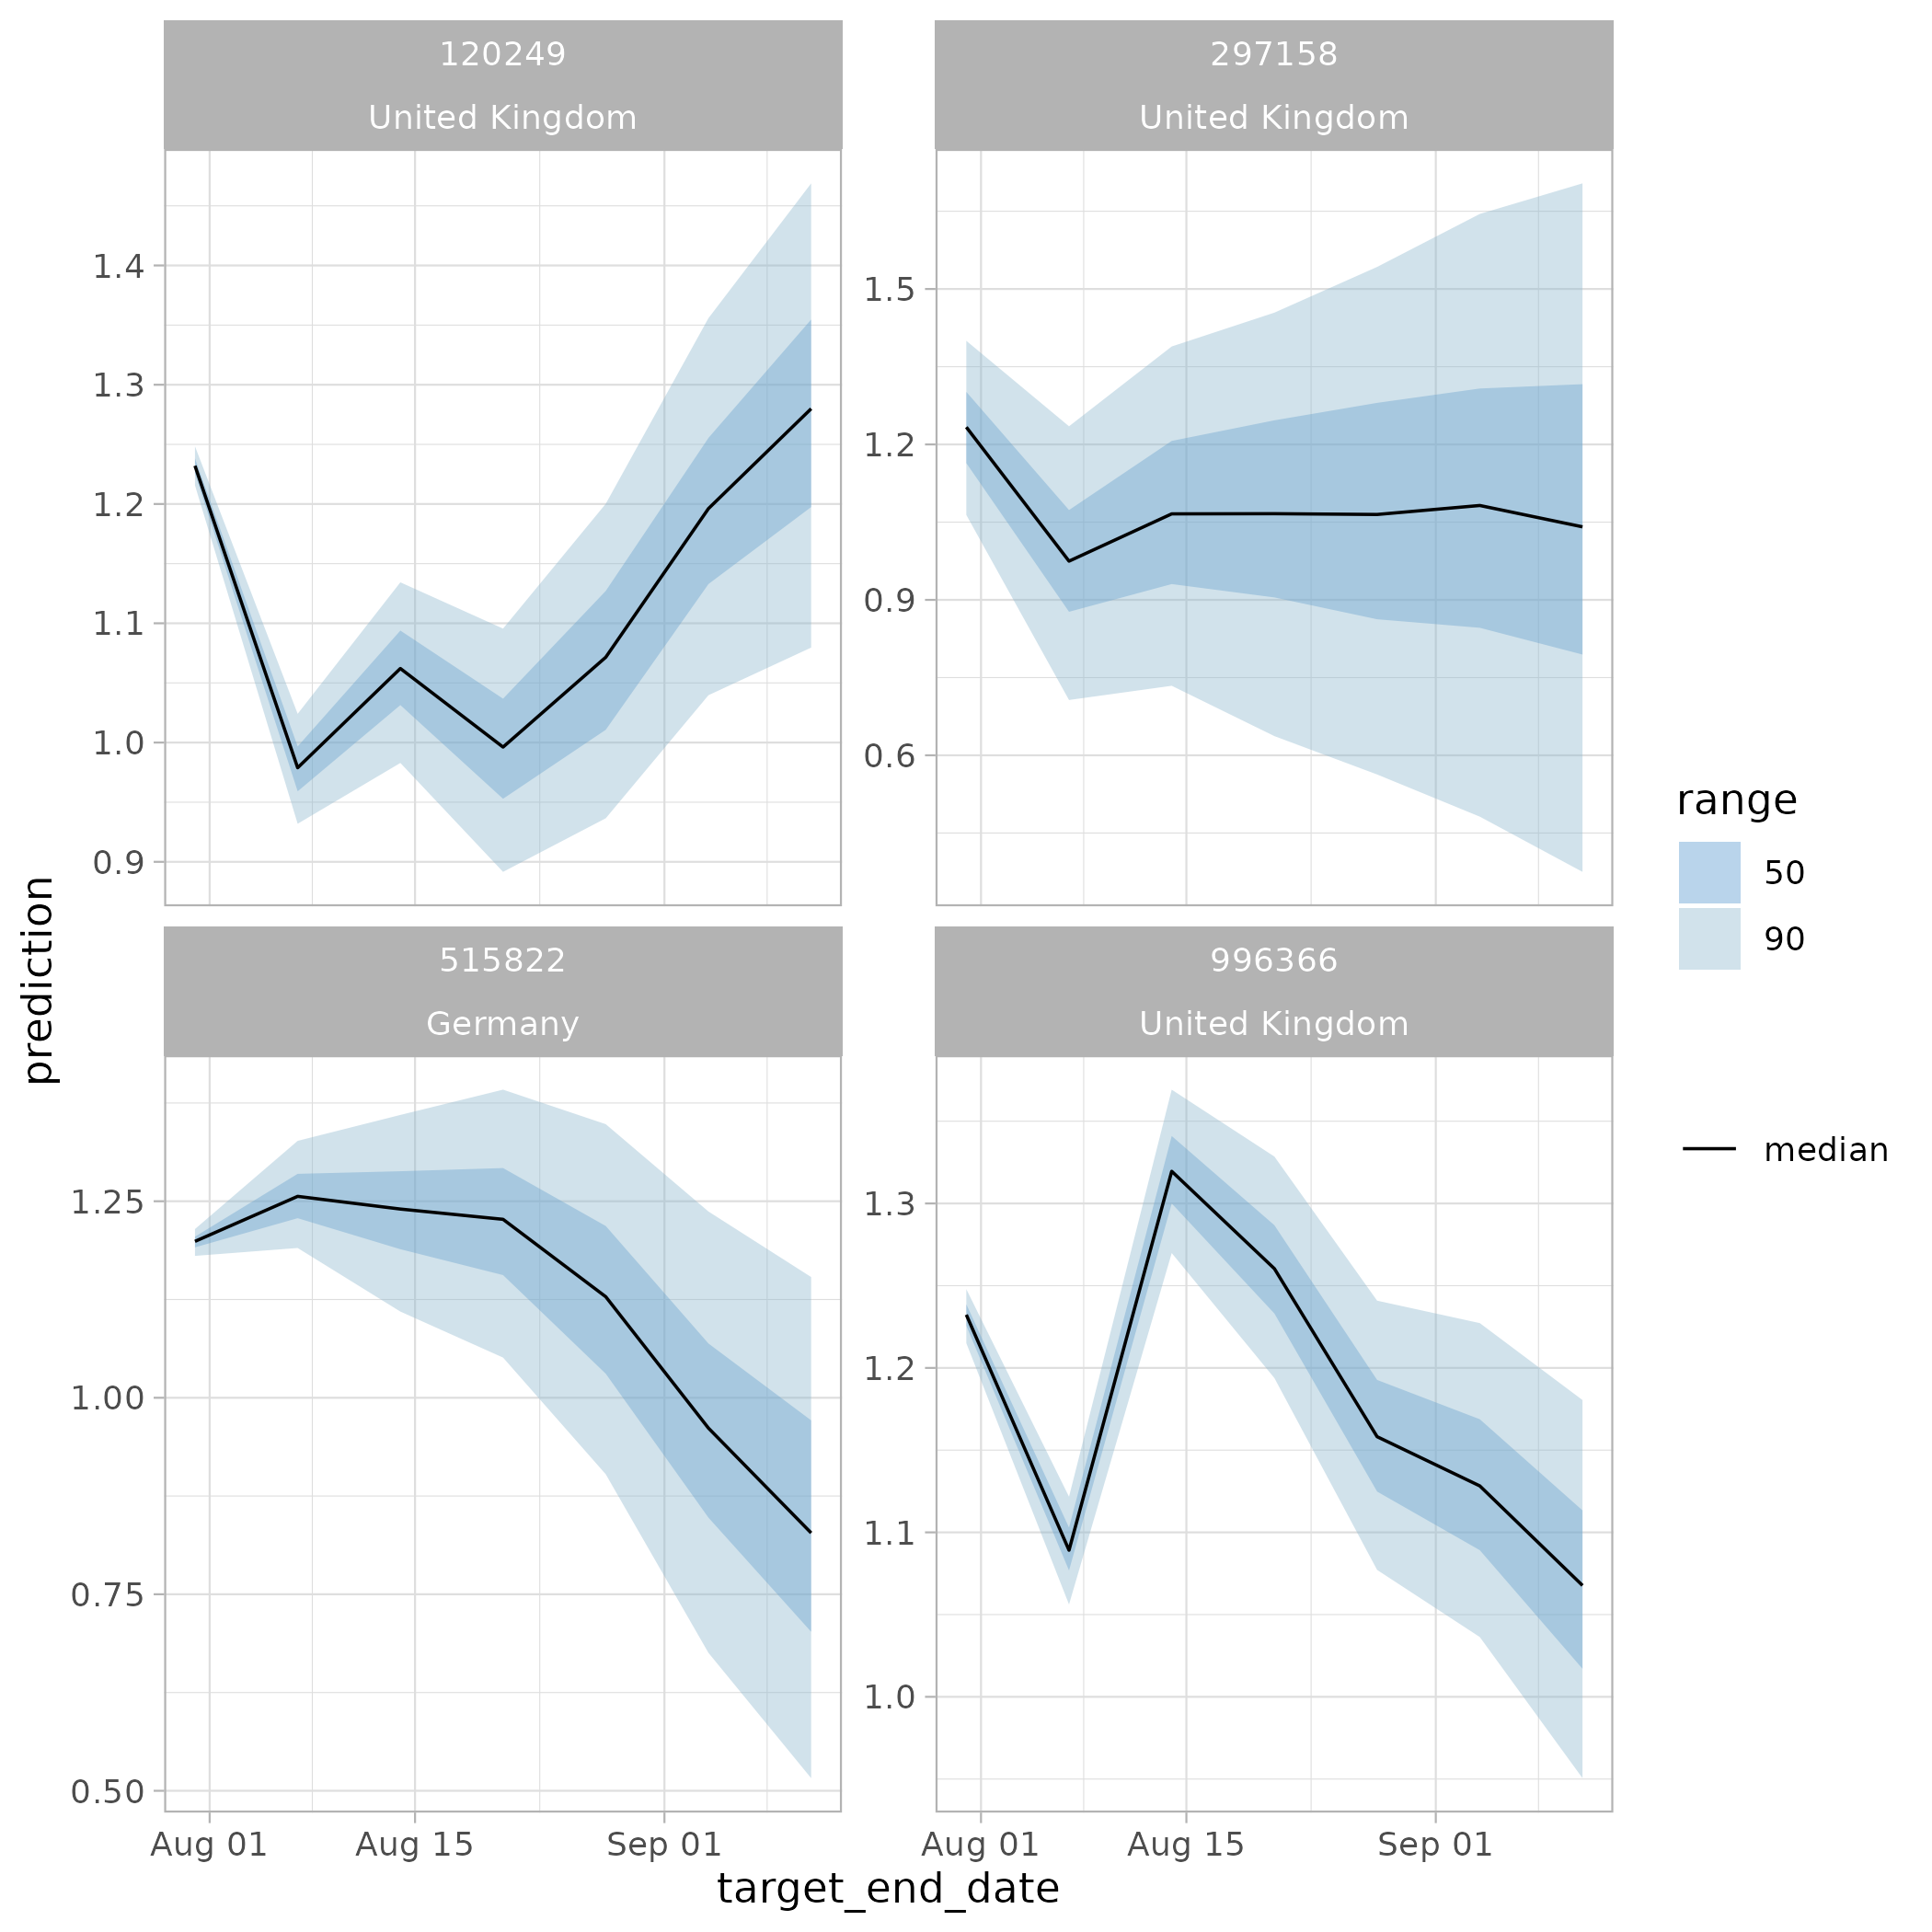 120249
United Kingdom
297158
United Kingdom
1.4
1.3
1.2
1.1
1.0
0.9
1.5
1.2
0.9
0.6
515822
Germany
996366
United Kingdom
1.25
1.00
0.75
0.50
1.3
1.2
1.1
1.0
Aug 01
Aug 15
Sep 01
Aug 01
Aug 15
Sep 01
target_end_date
prediction
range
50
90
median